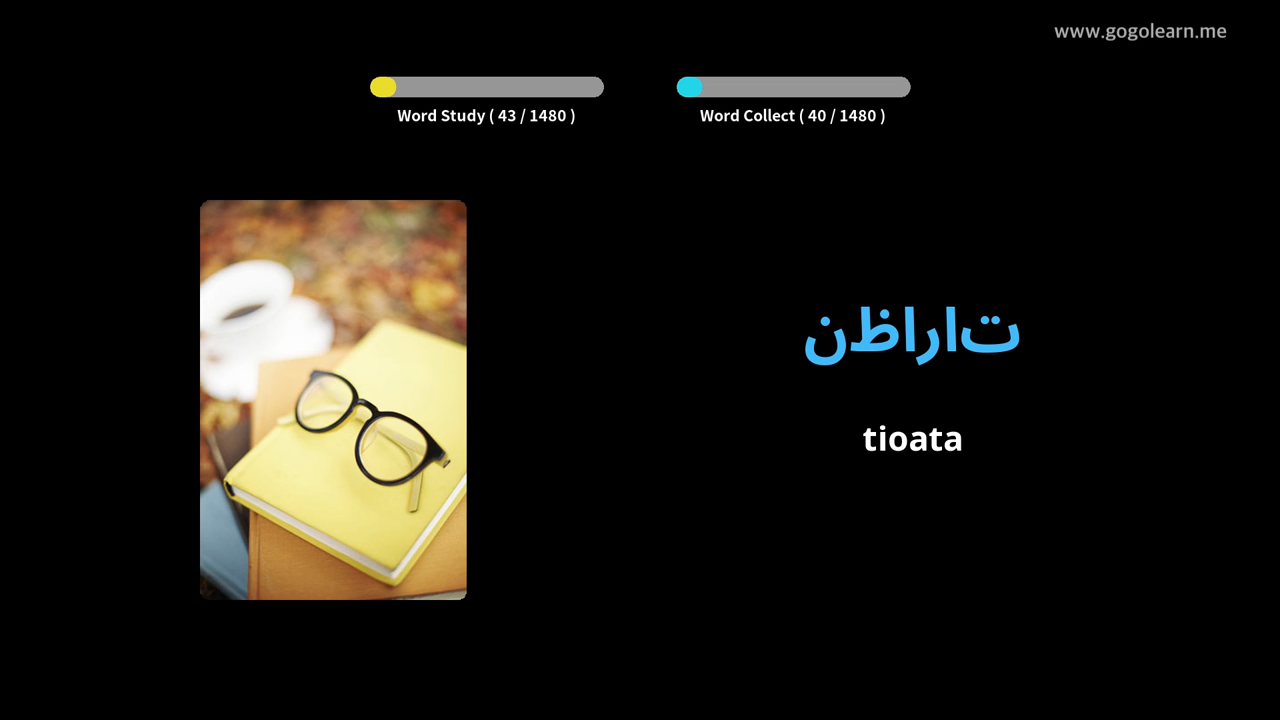 www.gogolearn.me
Word Study ( 43 / 1480 )
Word Collect ( 40 / 1480 )
تاراظن
tioata